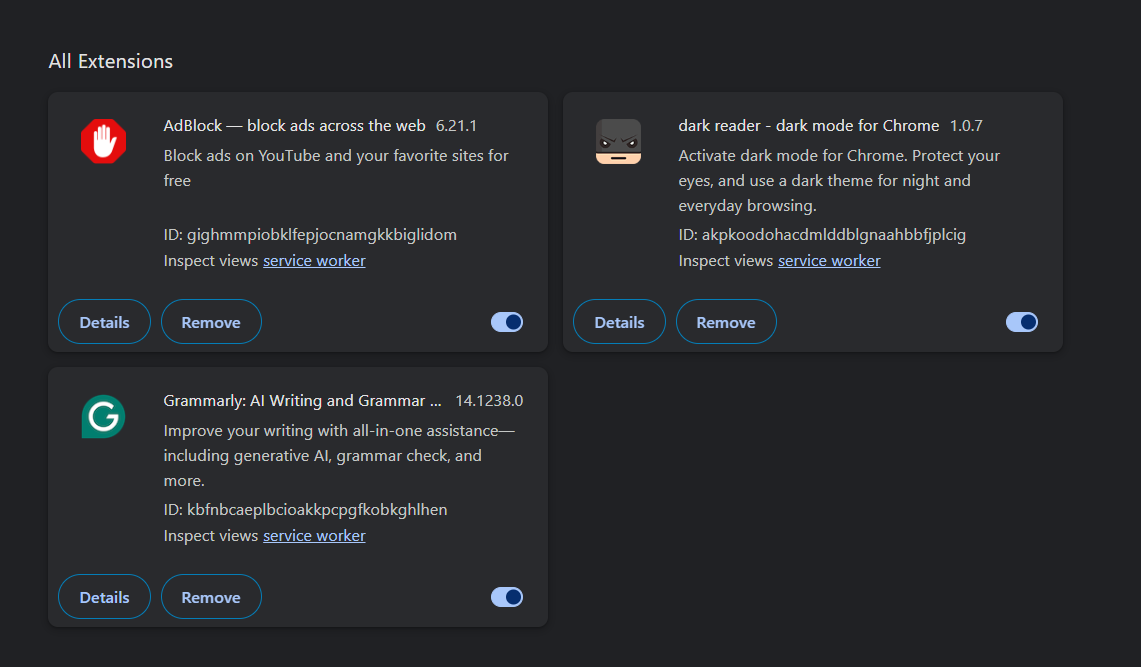 All Extensions
AdBlock — block ads across the web 6.21.1
Block ads on YouTube and your favorite sites for
free
ID: gighmmpiobklfepjocnamgkkbiglidom
Inspect views service worker
Details
Remove
dark reader - dark mode for Chrome 1.0.7
Activate dark mode for Chrome. Protect your
eyes, and use a dark theme for night and
everyday browsing.
ID: akpkoodohacdmlddblgnaahbbfjplcig
Inspect views service worker
Details
Remove
G
Grammarly: AI Writing and Grammar ... 14.1238.0
Improve your writing with all-in-one assistance—
including generative AI, grammar check, and
more.
ID: kbfnbcaeplbcioakkpcpgfkobkghlhen
Inspect views service worker
Details
Remove